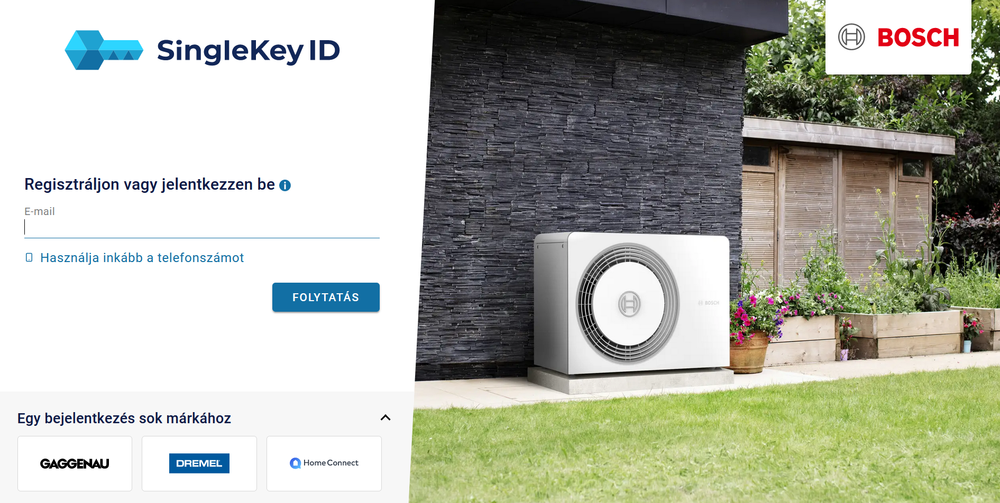 SingleKey ID
BOSCH
Regisztráljon vagy jelentkezzen be
E-mail
Használja inkább a telefonszámot
FOLYTATÁS
BOSCH
Egy bejelentkezés sok márkához
GAGGENAU
DREMEL
Home Connect